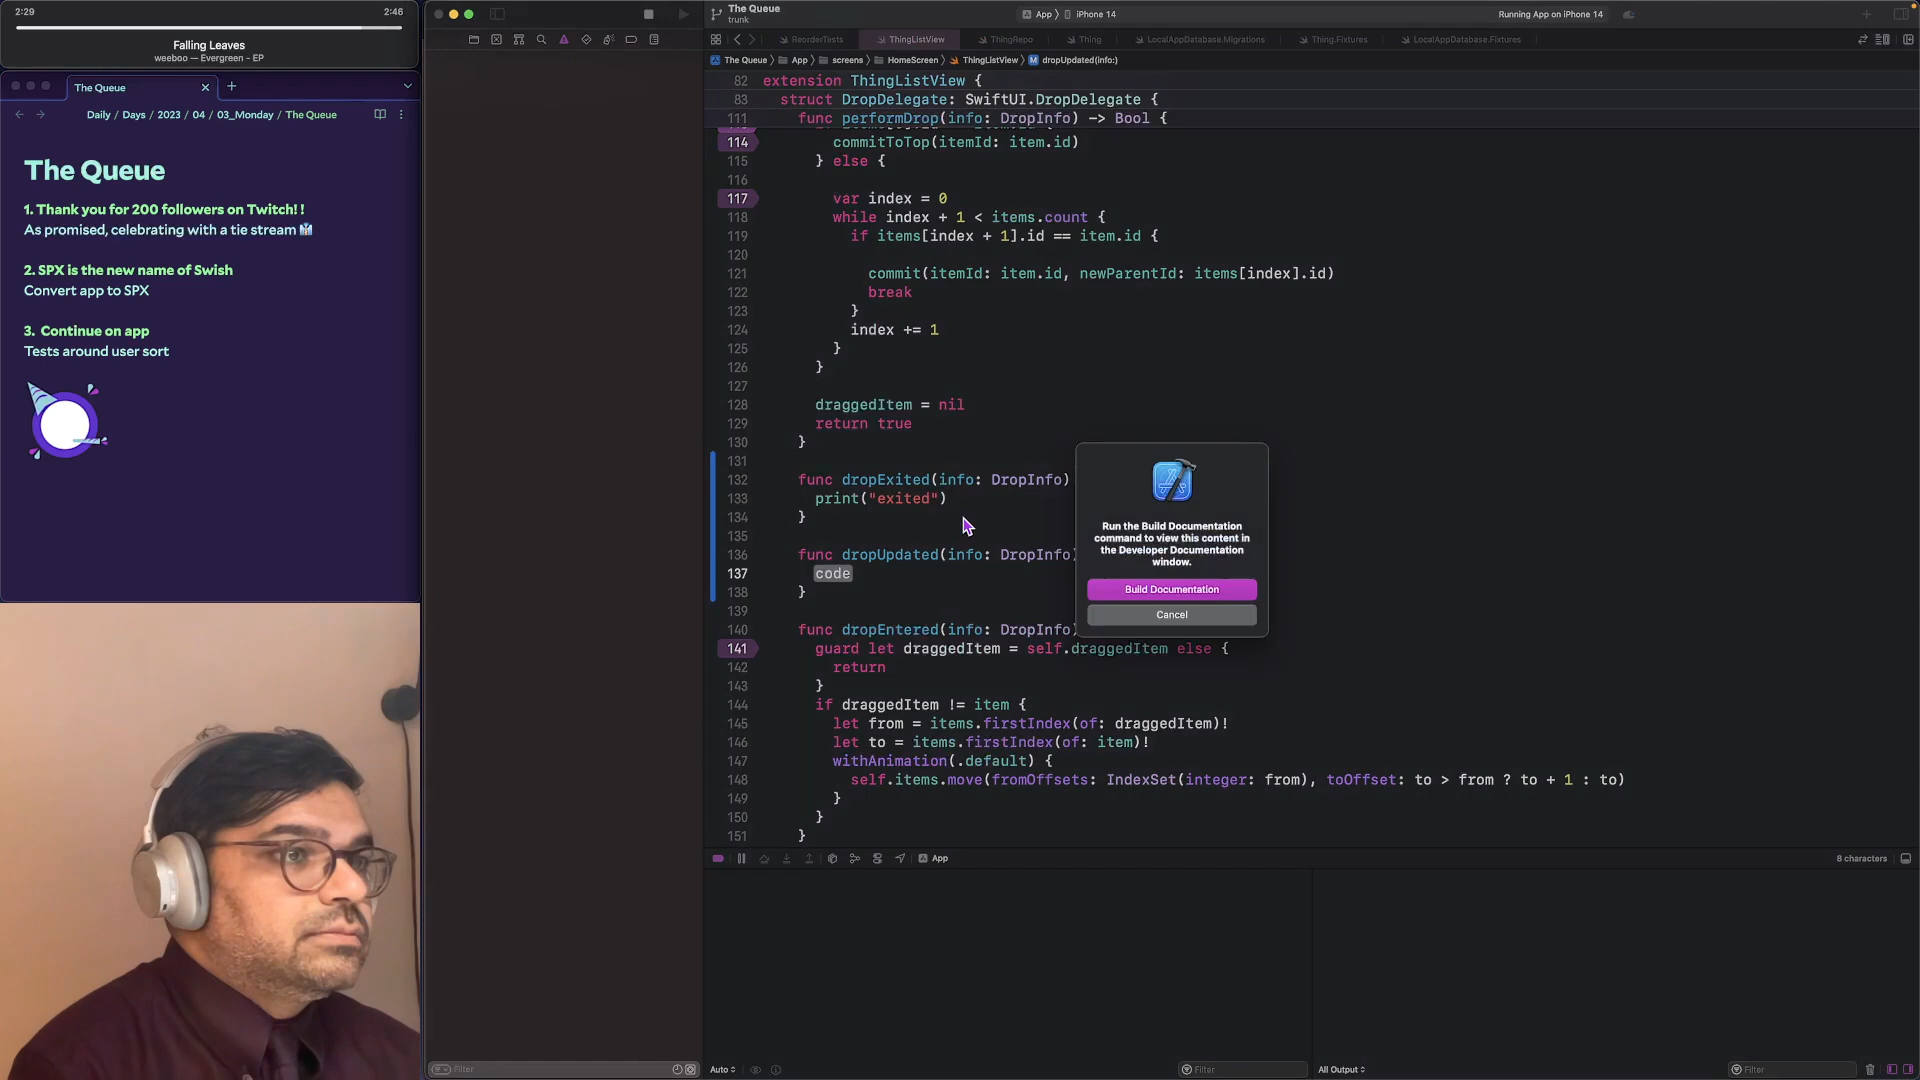 2:29
2:46
Falling Leaves
weeboo — Evergreen - EP
The Queue
Daily / Days / 2023 / 04 / 03_Monday / The Queue
The Queue
1. Thank you for 200 followers on Twitch! !
As promised, celebrating with a tie stream 👔
2. SPX is the new name of Swish
Convert app to SPX
3. Continue on app
Tests around user sort
The Queue
trunk
App 〉 iPhone 14
Running App on iPhone 14
ReorderTests
ThingListView
ThingRepo
Thing
LocalAppDatabase.Migrations
Thing.Fixtures
LocalAppDatabase.Fixtures
The Queue 〉 App 〉 screens 〉 HomeScreen 〉 ThingListView 〉 M dropUpdated(info:)
82 extension ThingListView {
83 struct DropDelegate: SwiftUI.DropDelegate {
111 func performDrop(info: DropInfo) -> Bool {
114 commitToTop(itemId: item.id)
115 } else {
116
117 var index = 0
118 while index + 1 < items.count {
119 if items[index + 1].id == item.id {
120
121 commit(itemId: item.id, newParentId: items[index].id)
122 break
123 }
124 index += 1
125 }
126 }
127
128 draggedItem = nil
129 return true
130 }
131
132 func dropExited(info: DropInfo)
133 print("exited")
134 }
135
136 func dropUpdated(info: DropInfo)
137 code
138 }
139
140 func dropEntered(info: DropInfo)
141 guard let draggedItem = self.draggedItem else {
142 return
143 }
144 if draggedItem != item {
145 let from = items.firstIndex(of: draggedItem)!
146 let to = items.firstIndex(of: item)!
147 withAnimation(.default) {
148 self.items.move(fromOffsets: IndexSet(integer: from), toOffset: to > from ? to + 1 : to)
149 }
150 }
151 }
Run the Build Documentation
command to view this content in
the Developer Documentation
window.
Build Documentation
Cancel
App
8 characters
Filter
Auto
Filter
All Output
Filter